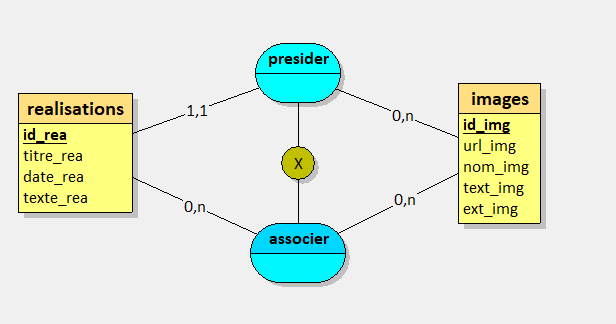 presider
realisations
id_rea
titre_rea
date_rea
texte_rea
1,1
0,n
images
id_img
url_img
nom_img
text_img
ext_img
X
0,n
0,n
associer